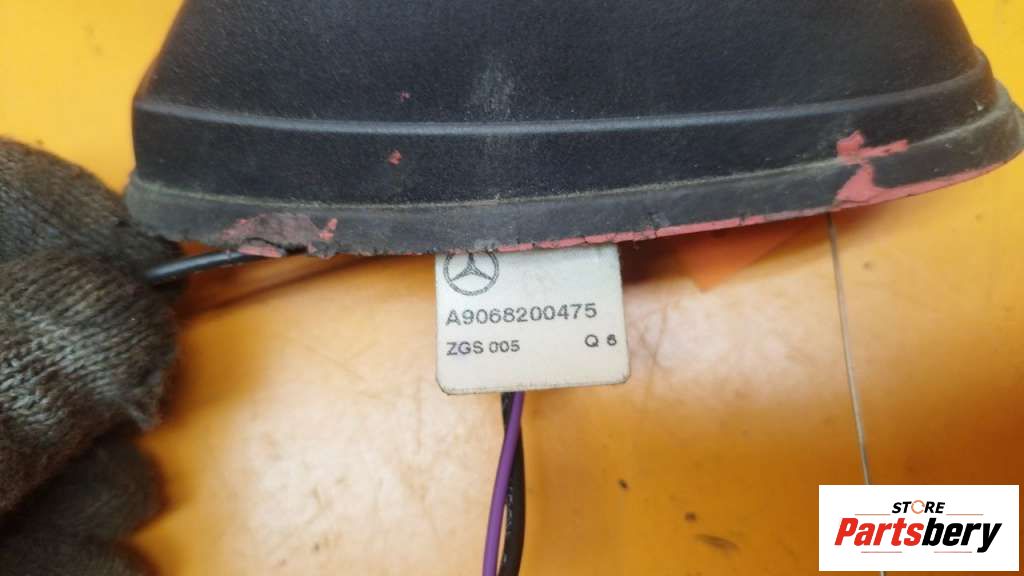 A9068200475
ZGS 005 Q 6
STORE
Partsbery